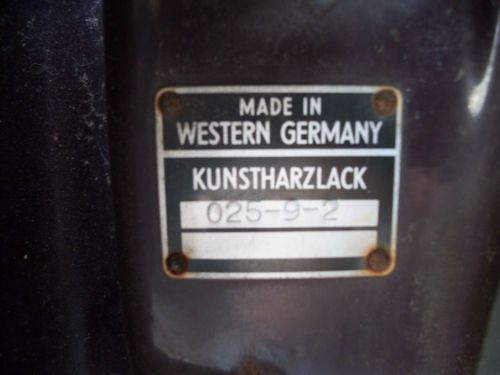 MADE IN
WESTERN GERMANY
KUNSTHARZLACK
025-9-2